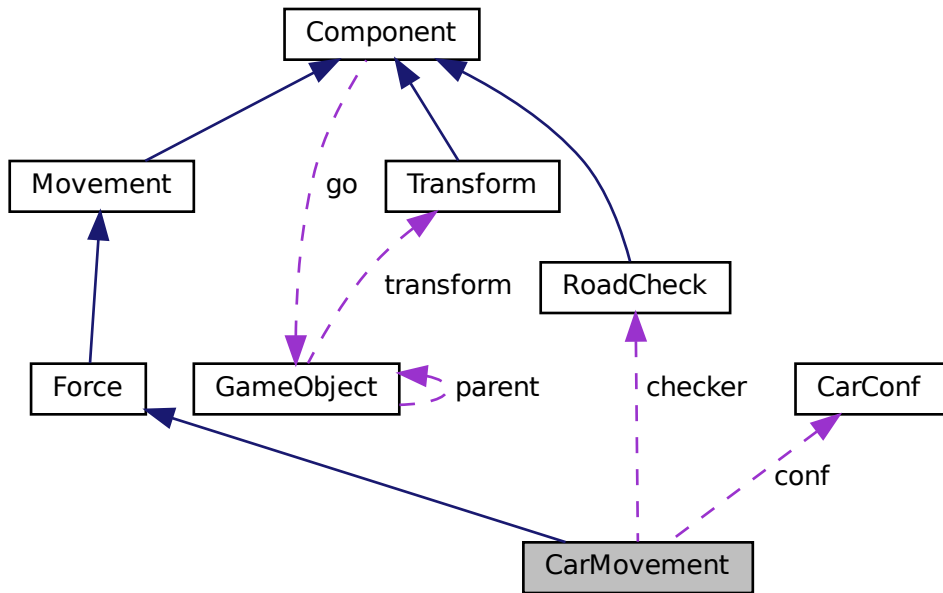 Component
Movement
go
Transform
transform
RoadCheck
Force
GameObject
parent
checker
CarConf
conf
CarMovement